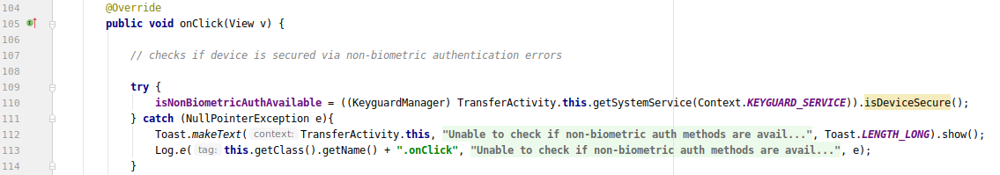 104 @Override
105 public void onClick(View v) {
106
107 // checks if device is secured via non-biometric authentication errors
108
109 try {
110 isNonBiometricAuthAvailable = ((KeyguardManager) TransferActivity.this.getSystemService(Context.KEYGUARD_SERVICE)).isDeviceSecure();
111 } catch (NullPointerException e){
112 Toast.makeText( context: TransferActivity.this, "Unable to check if non-biometric auth methods are avail...", Toast.LENGTH_LONG).show();
113 Log.e( tag: this.getClass().getName() + ".onClick", "Unable to check if non-biometric auth methods are avail...", e);
114 }